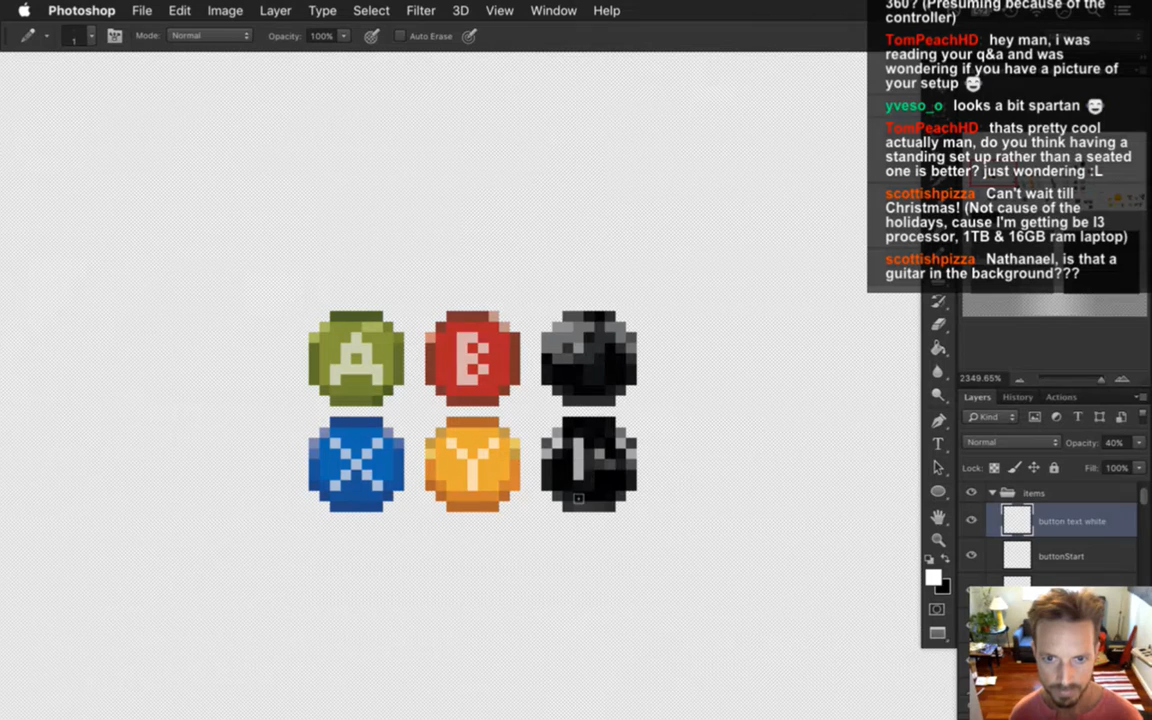 Photoshop File Edit Image Layer Type Select Filter 3D View Window Help
1 Mode: Normal Opacity: 100% Auto Erase
360? (Presuming because of the
controller)
TomPeachHD hey man, i was
reading your q&a and was
wondering if you have a picture of
your setup
yveso_o looks a bit spartan
TomPeachHD thats pretty cool
actually man, do you think having a
standing set up rather than a seated
one is better? just wondering :L
scottishpizza Can't wait till
Christmas! (Not cause of the
holidays, cause I'm getting be I3
processor, 1TB & 16GB ram laptop)
scottishpizza Nathanael, is that a
guitar in the background???
A B
X Y
2349.65%
Layers History Actions
Kind
Normal Opacity: 40%
Lock: Fill: 100%
items
button text white
buttonStart